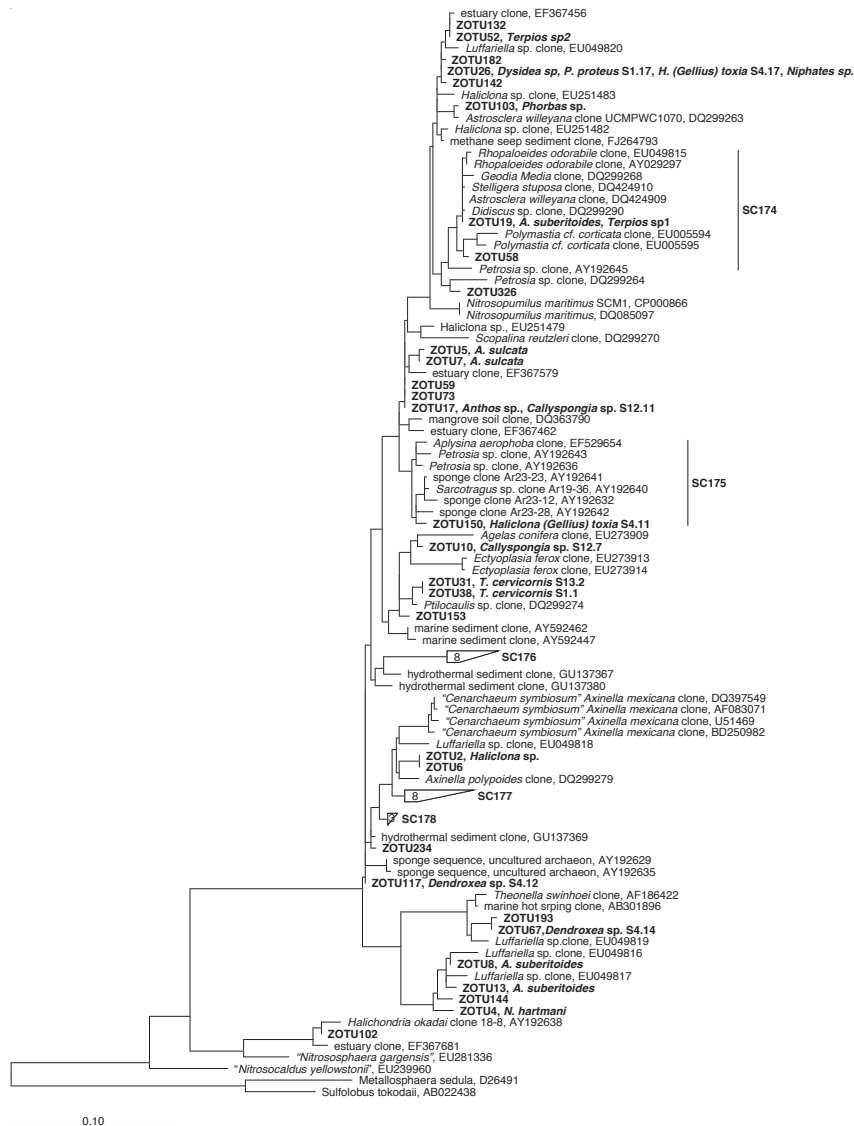 estuary clone, EF367456
ZOTU132
ZOTU52, Terpios sp2
Luffariella sp. clone, EU049820
ZOTU182
ZOTU26, Dysidea sp, P. proteus S1.17, H. (Gellius) toxia S4.17, Niphates sp.
ZOTU142
Haliclona sp. clone, EU251483
ZOTU103, Phorbas sp.
Astrosclera willeyana clone UCMPWC1070, DQ299263
Haliclona sp. clone, EU251482
methane seep sediment clone, FJ264793
Rhopaloeides odorabile clone, EU049815
Rhopaloeides odorabile clone, AY029297
Geodia Media clone, DQ299268
Stelligera stuposa clone, DQ424910
Astrosclera willeyana clone, DQ424909
Didiscus sp. clone, DQ299290
SC174
ZOTU19, A. suberitoides, Terpios sp1
Polymastia cf. corticata clone, EU005594
Polymastia cf. corticata clone, EU005595
ZOTU58
Petrosia sp. clone, AY192645
Petrosia sp. clone, DQ299264
ZOTU326
Nitrosopumilus maritimus SCM1, CP000866
Nitrosopumilus maritimus, DQ085097
Haliclona sp., EU251479
Scopalina reutzleri clone, DQ299270
ZOTU5, A. sulcata
ZOTU7, A. sulcata
estuary clone, EF367579
ZOTU59
ZOTU73
ZOTU17, Anthos sp., Callyspongia sp. S12.11
mangrove soil clone, DQ363790
estuary clone, EF367462
Aplysina aerophoba clone, EF529654
Petrosia sp. clone, AY192643
Petrosia sp. clone, AY192636
sponge clone Ar23-23, AY192641
SC175
Sarcotragus sp. clone Ar19-36, AY192640
sponge clone Ar23-12, AY192632
sponge clone Ar23-28, AY192642
ZOTU150, Haliclona (Gellius) toxia S4.11
Agelas conifera clone, EU273909
ZOTU10, Callyspongia sp. S12.7
Ectyoplasia ferox clone, EU273913
Ectyoplasia ferox clone, EU273914
ZOTU31, T. cervicornis S13.2
ZOTU38, T. cervicornis S1.1
Ptilocaulis sp. clone, DQ299274
ZOTU153
marine sediment clone, AY592462
marine sediment clone, AY592447
8 SC176
hydrothermal sediment clone, GU137367
hydrothermal sediment clone, GU137380
"Cenarchaeum symbiosum" Axinella mexicana clone, DQ397549
"Cenarchaeum symbiosum" Axinella mexicana clone, AF083071
"Cenarchaeum symbiosum" Axinella mexicana clone, U51469
"Cenarchaeum symbiosum" Axinella mexicana clone, BD250982
Luffariella sp. clone, EU049818
ZOTU2, Haliclona sp.
ZOTU6
Axinella polypoides clone, DQ299279
8 SC177
3 SC178
hydrothermal sediment clone, GU137369
ZOTU234
sponge sequence, uncultured archaeon, AY192629
sponge sequence, uncultured archaeon, AY192635
ZOTU117, Dendroxea sp. S4.12
Theonella swinhoei clone, AF186422
marine hot srping clone, AB301896
ZOTU193
ZOTU67,Dendroxea sp. S4.14
Luffariella sp.clone, EU049819
Luffariella sp. clone, EU049816
ZOTU8, A. suberitoides
Luffariella sp. clone, EU049817
ZOTU13, A. suberitoides
ZOTU144
ZOTU4, N. hartmani
Halichondria okadai clone 18-8, AY192638
ZOTU102
estuary clone, EF367681
"Nitrososphaera gargensis", EU281336
"Nitrosocaldus yellowstonii", EU239960
Metallosphaera sedula, D26491
Sulfolobus tokodaii, AB022438
0.10